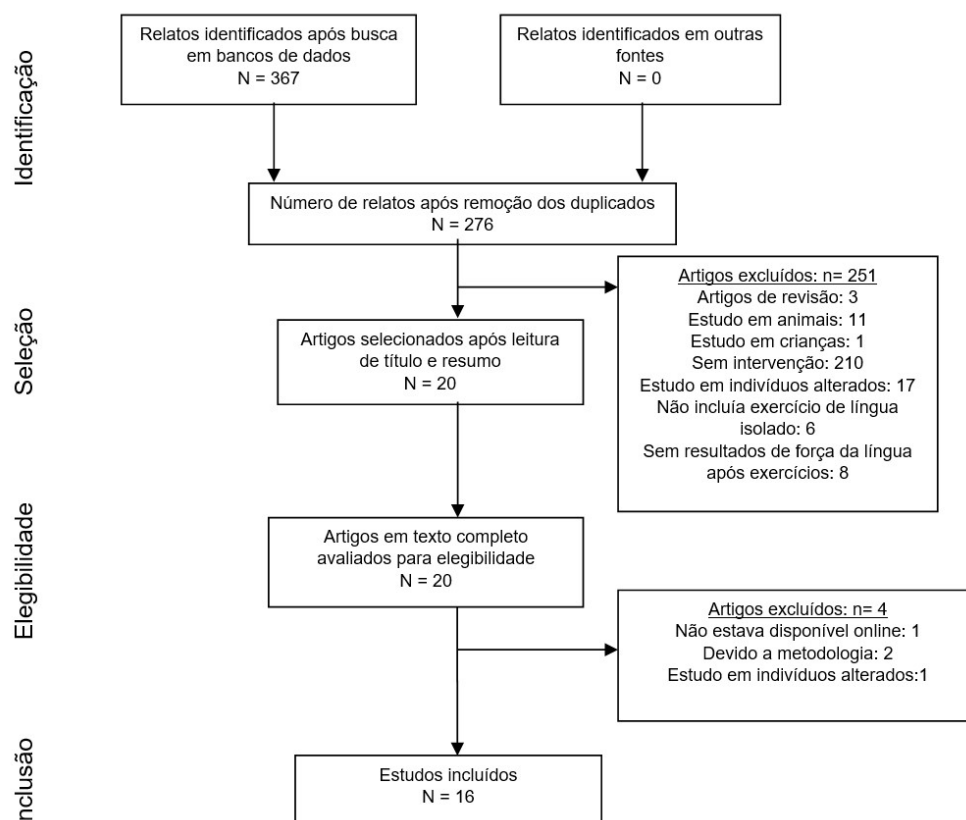 Identificação
Relatos identificados após busca
em bancos de dados
N = 367
Relatos identificados em outras
fontes
N = 0
Número de relatos após remoção dos duplicados
N = 276
Seleção
Artigos excluídos: n= 251
Artigos de revisão: 3
Estudo em animais: 11
Estudo em crianças: 1
Sem intervenção: 210
Estudo em indivíduos alterados: 17
Não incluía exercício de língua
isolado: 6
Sem resultados de força da língua
após exercícios: 8
Artigos selecionados após leitura
de título e resumo
N = 20
Elegibilidade
Artigos em texto completo
avaliados para elegibilidade
N = 20
Artigos excluídos: n= 4
Não estava disponível online: 1
Devido a metodologia: 2
Estudo em indivíduos alterados:1
nclusão
Estudos incluídos
N = 16